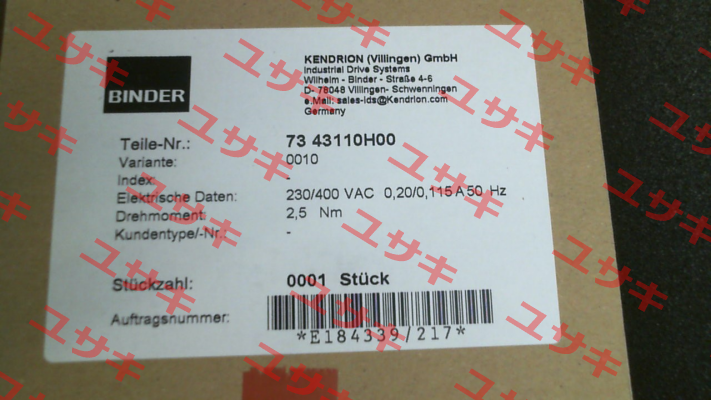 BINDER
KENDRION (Villingen) GmbH
Industrial Drive Systems
Wilhelm - Binder - Straße 4-6
D- 78048 Villingen- Schwenningen
e.Mail: sales-ids@Kendrion.com
Germany
Teile-Nr.: 73 43110H00
Variante: 0010
Index: -
Elektrische Daten: 230/400 VAC 0,20/0,115 A 50 Hz
Drehmoment: 2,5 Nm
Kundentype/-Nr.: -
Stückzahl: 0001 Stück
Auftragsnummer:
*E184339/217*
ユサキ